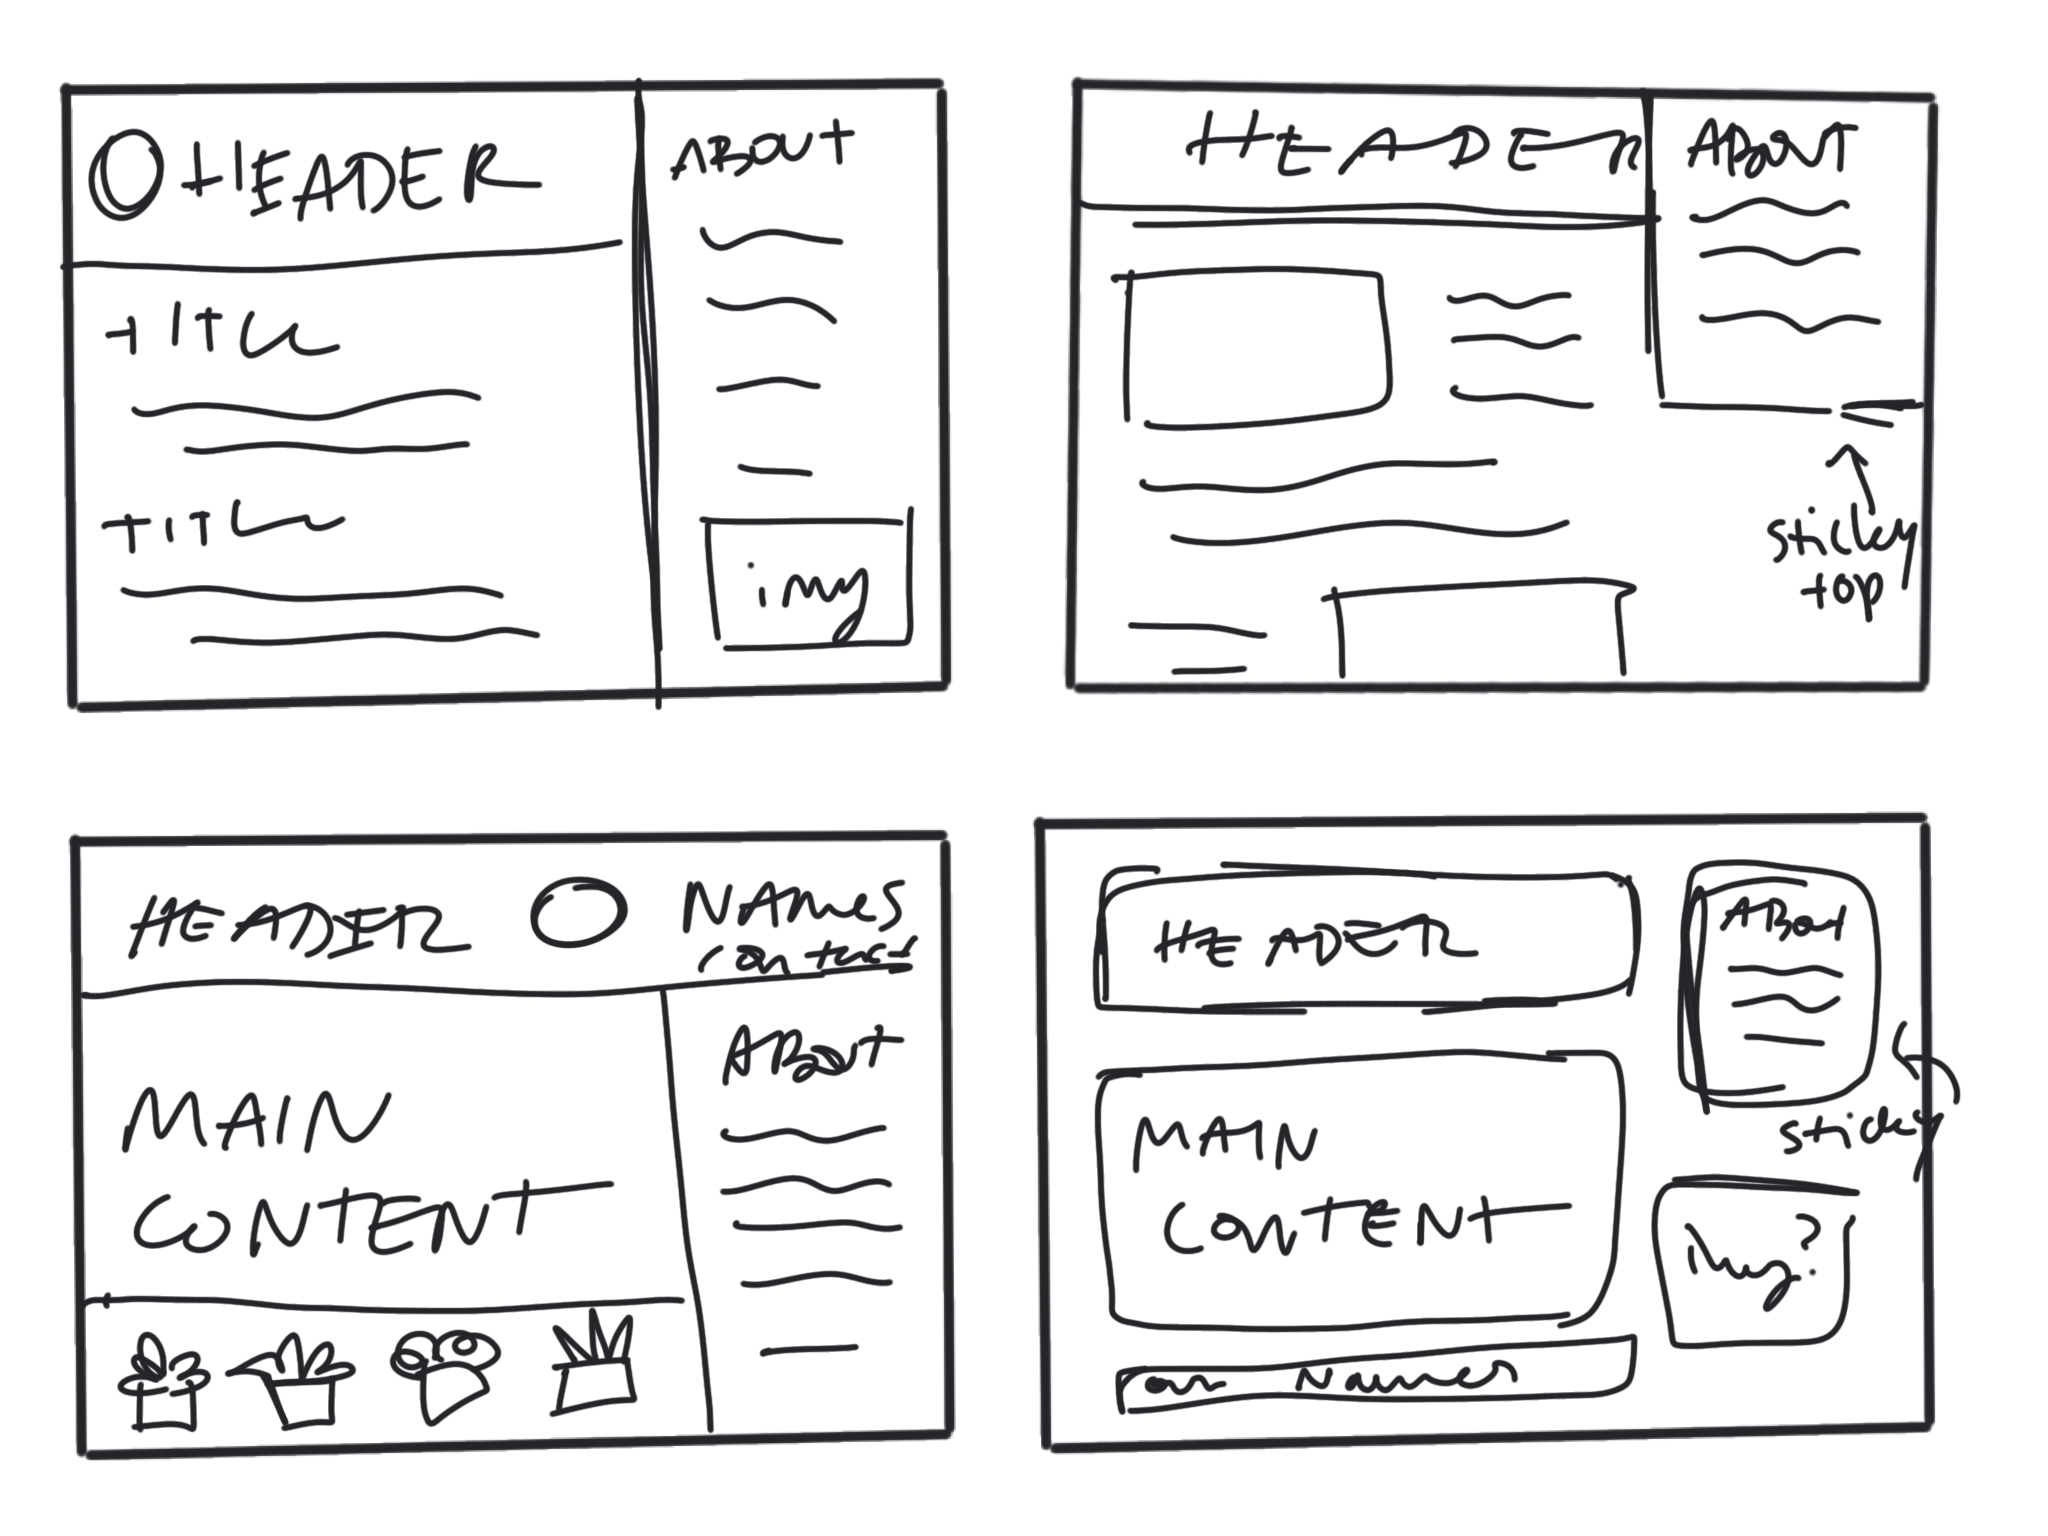 HEADER
ABOUT
TITLE
TITLE
img
HEADER
ABOUT
sticky
top
HEADER
NAMES
contact
ABOUT
MAIN
CONTENT
HEADER
ABOUT
sticky
MAIN
CONTENT
img?
our Names